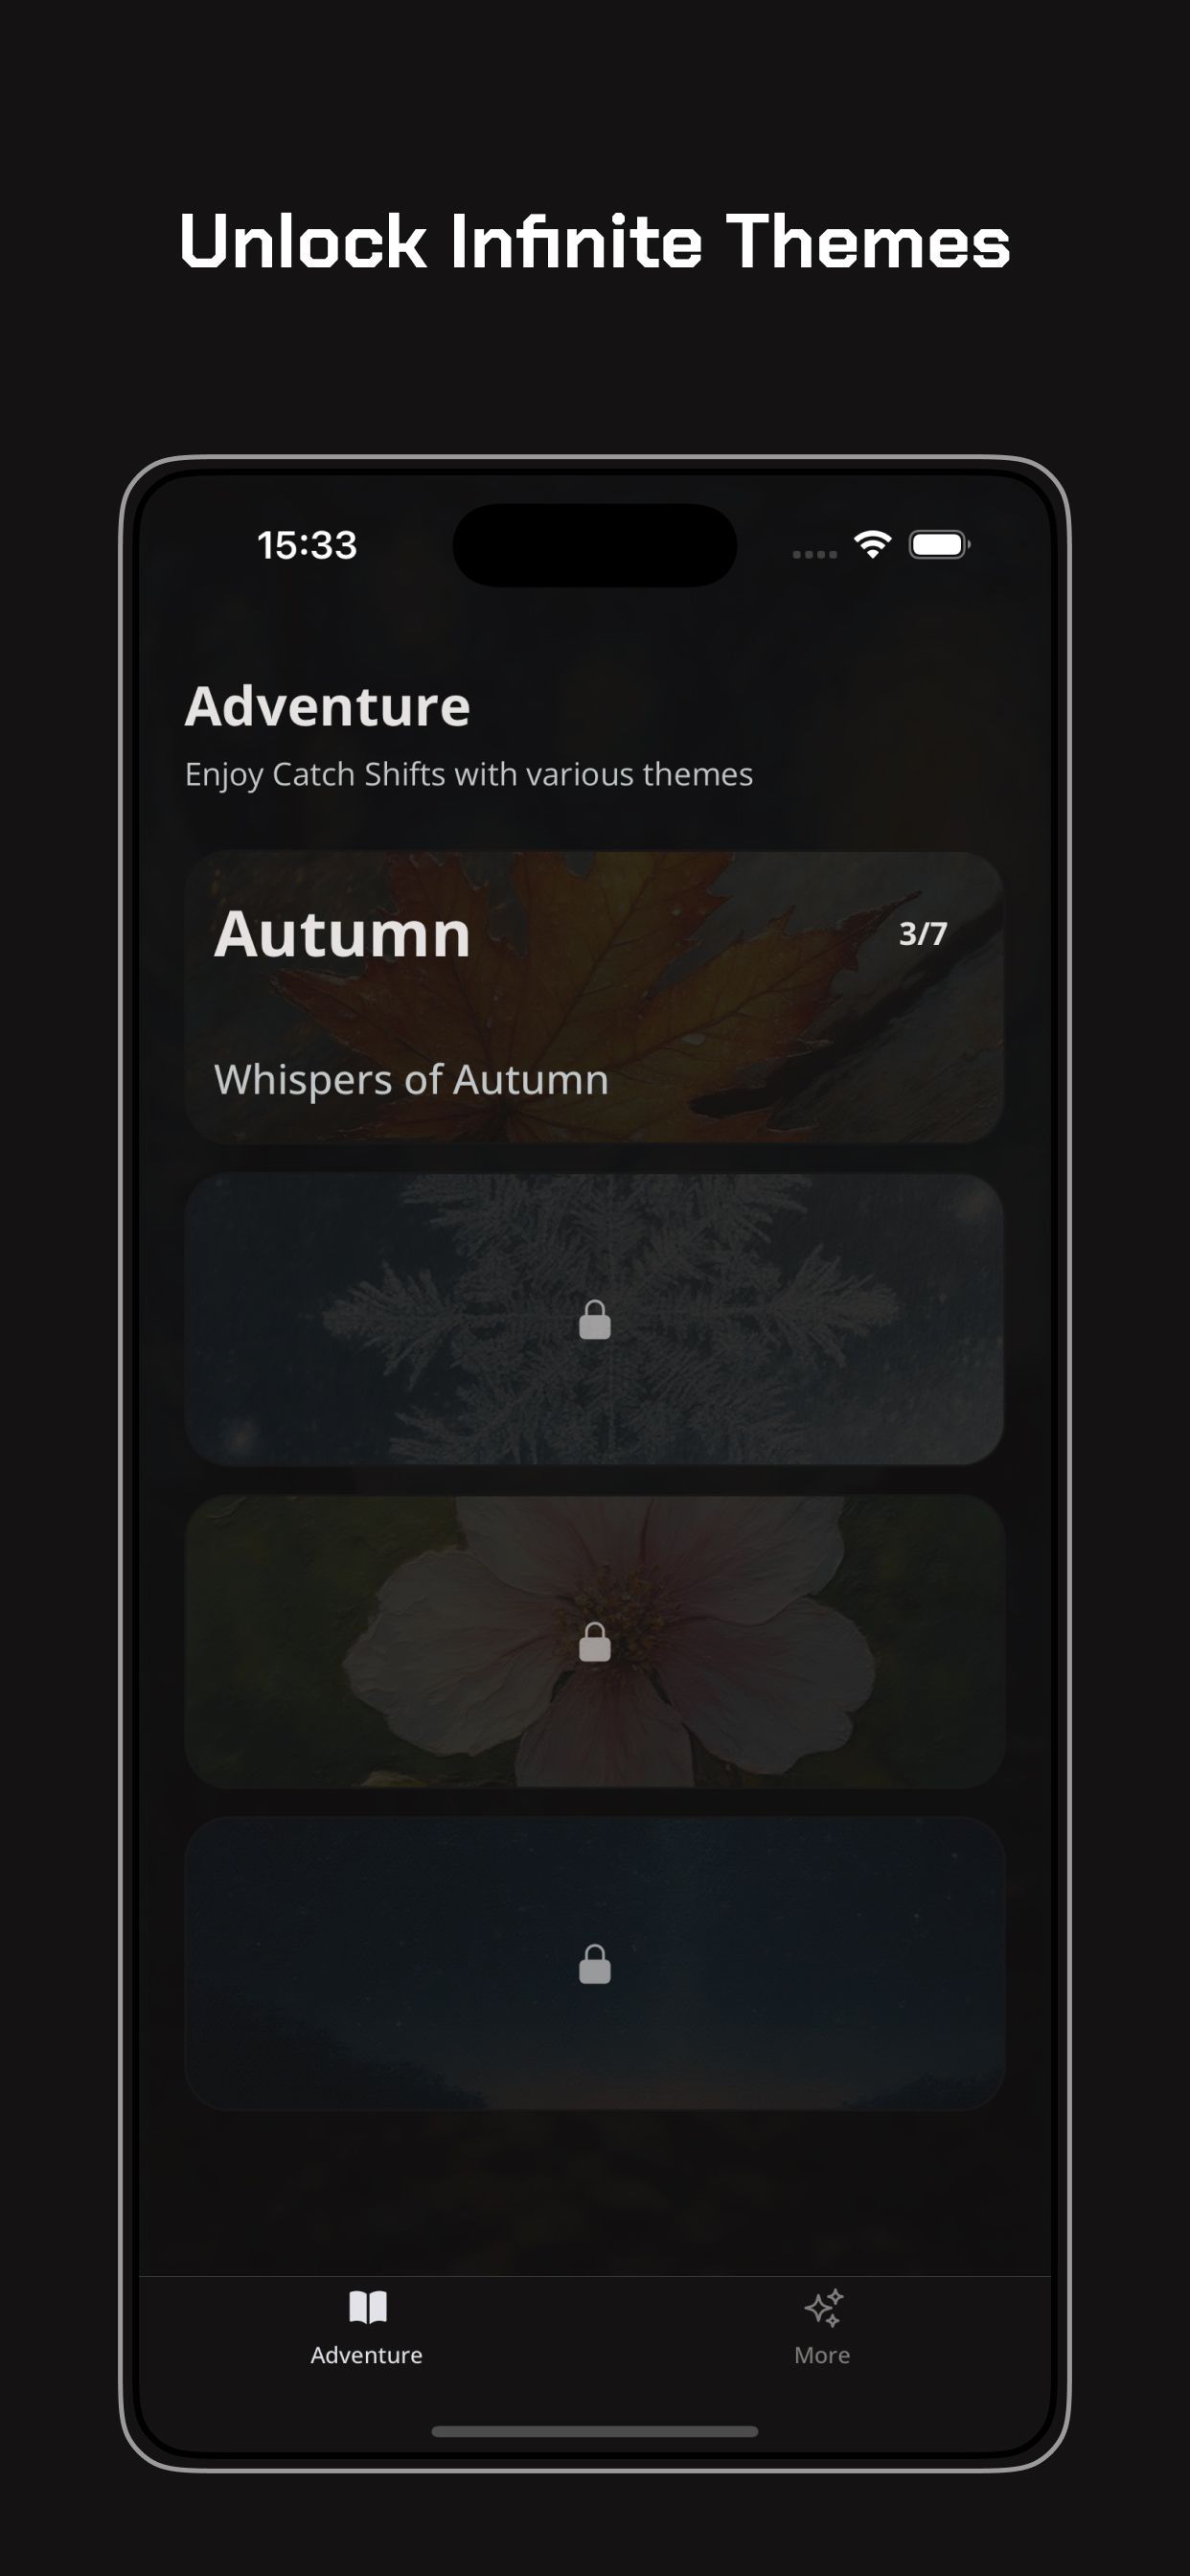 Unlock Infinite Themes
15:33
Adventure
Enjoy Catch Shifts with various themes
Autumn
3/7
Whispers of Autumn
Adventure
More